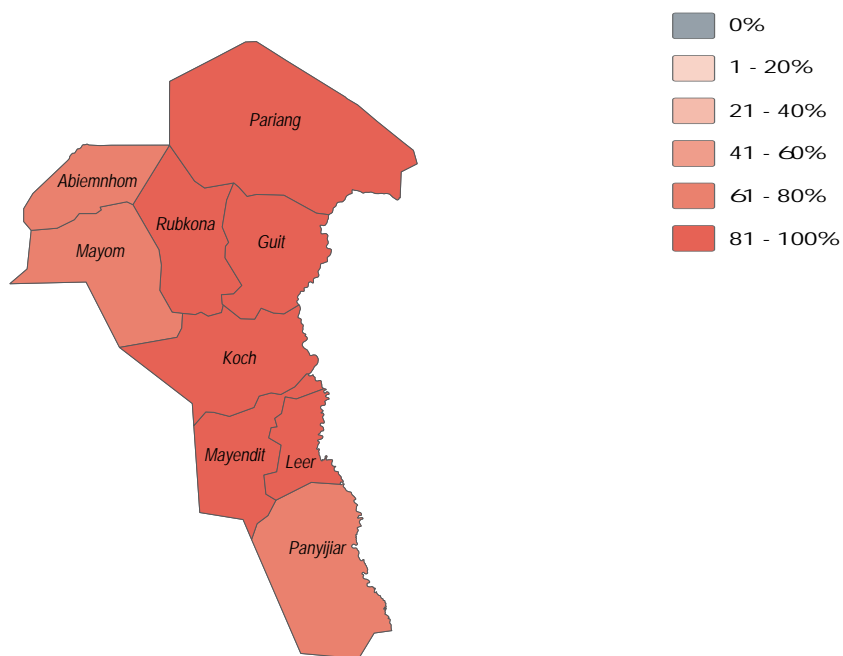 0%
1 - 20%
21 - 40%
41 - 60%
61 - 80%
81 - 100%
Pariang
Abiemnhom
Rubkona
Guit
Mayom
Koch
Mayendit
Leer
Panyijiar